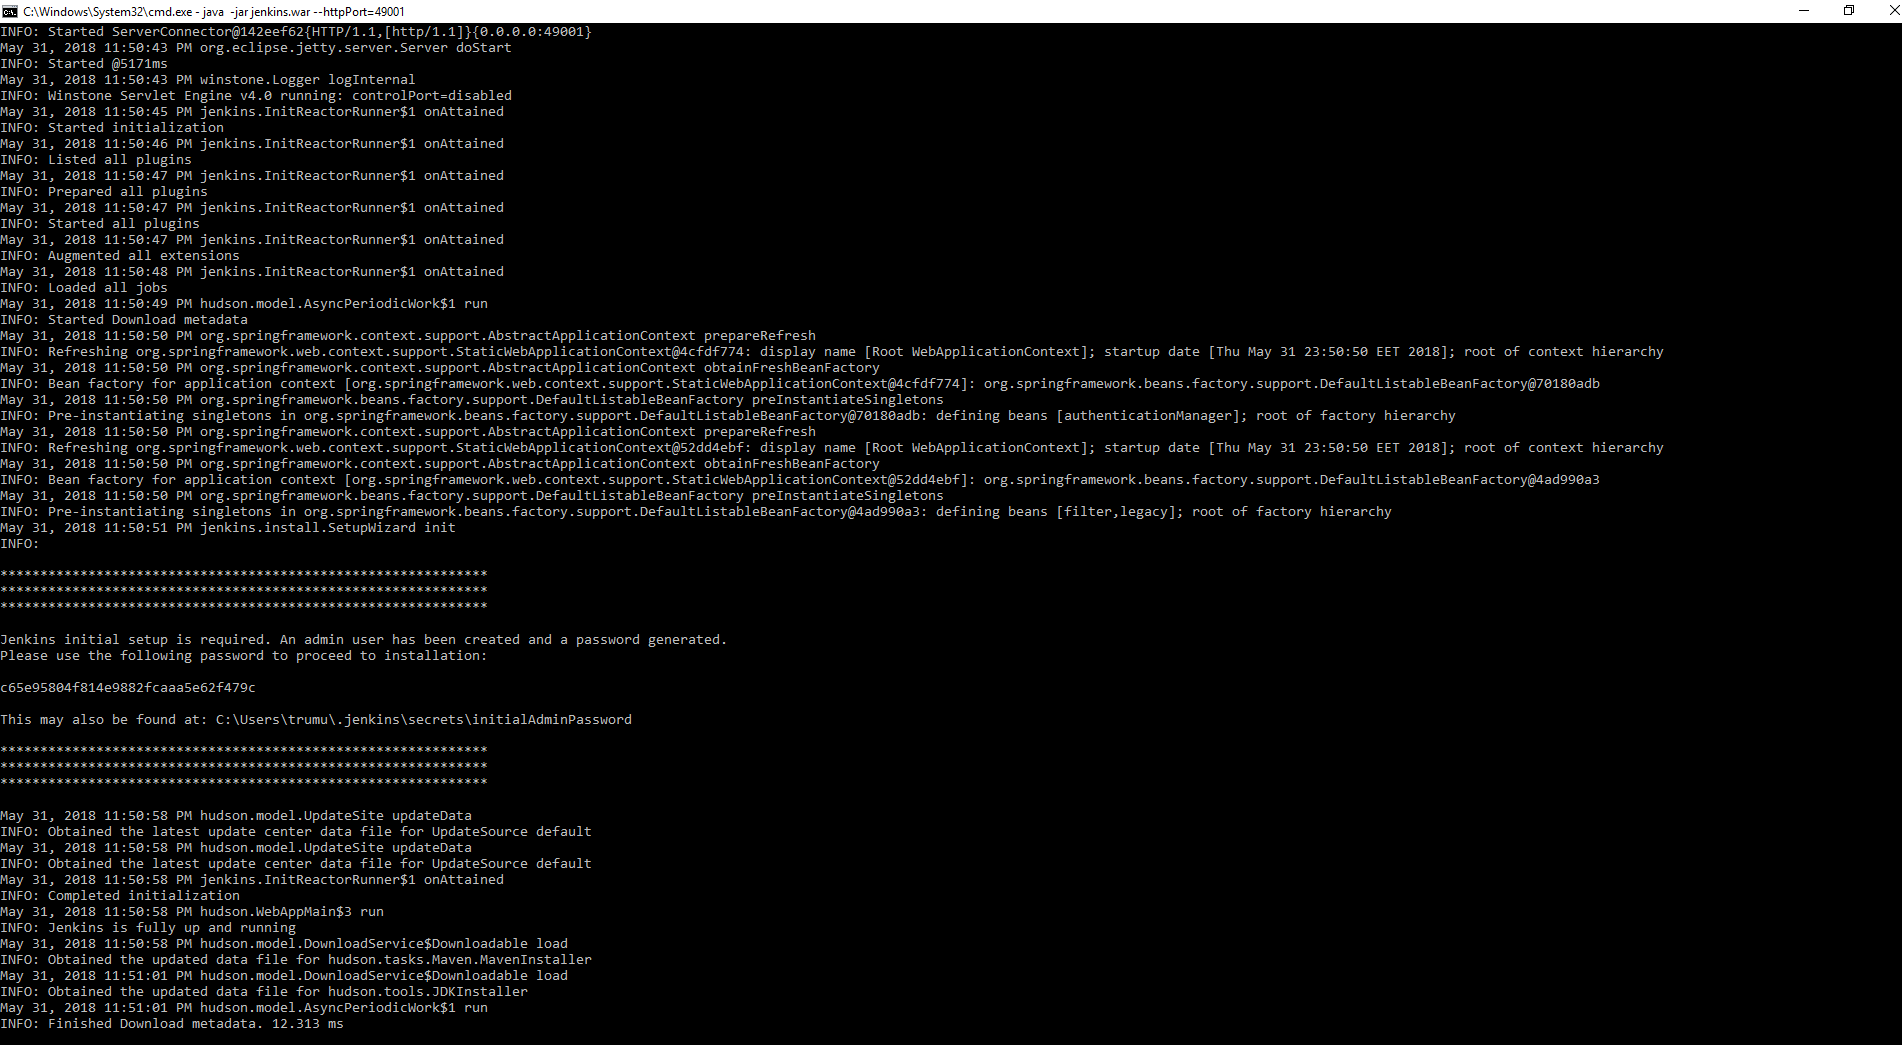 C:\Windows\System32\cmd.exe - java -jar jenkins.war --httpPort=49001
INFO: Started ServerConnector@142eef62{HTTP/1.1,[http/1.1]}{0.0.0.0:49001}
May 31, 2018 11:50:43 PM org.eclipse.jetty.server.Server doStart
INFO: Started @5171ms
May 31, 2018 11:50:43 PM winstone.Logger logInternal
INFO: Winstone Servlet Engine v4.0 running: controlPort=disabled
May 31, 2018 11:50:45 PM jenkins.InitReactorRunner$1 onAttained
INFO: Started initialization
May 31, 2018 11:50:46 PM jenkins.InitReactorRunner$1 onAttained
INFO: Listed all plugins
May 31, 2018 11:50:47 PM jenkins.InitReactorRunner$1 onAttained
INFO: Prepared all plugins
May 31, 2018 11:50:47 PM jenkins.InitReactorRunner$1 onAttained
INFO: Started all plugins
May 31, 2018 11:50:47 PM jenkins.InitReactorRunner$1 onAttained
INFO: Augmented all extensions
May 31, 2018 11:50:48 PM jenkins.InitReactorRunner$1 onAttained
INFO: Loaded all jobs
May 31, 2018 11:50:49 PM hudson.model.AsyncPeriodicWork$1 run
INFO: Started Download metadata
May 31, 2018 11:50:50 PM org.springframework.context.support.AbstractApplicationContext prepareRefresh
INFO: Refreshing org.springframework.web.context.support.StaticWebApplicationContext@4cfdf774: display name [Root WebApplicationContext]; startup date [Thu May 31 23:50:50 EET 2018]; root of context hierarchy
May 31, 2018 11:50:50 PM org.springframework.context.support.AbstractApplicationContext obtainFreshBeanFactory
INFO: Bean factory for application context [org.springframework.web.context.support.StaticWebApplicationContext@4cfdf774]: org.springframework.beans.factory.support.DefaultListableBeanFactory@70180adb
May 31, 2018 11:50:50 PM org.springframework.beans.factory.support.DefaultListableBeanFactory preInstantiateSingletons
INFO: Pre-instantiating singletons in org.springframework.beans.factory.support.DefaultListableBeanFactory@70180adb: defining beans [authenticationManager]; root of factory hierarchy
May 31, 2018 11:50:50 PM org.springframework.context.support.AbstractApplicationContext prepareRefresh
INFO: Refreshing org.springframework.web.context.support.StaticWebApplicationContext@52dd4ebf: display name [Root WebApplicationContext]; startup date [Thu May 31 23:50:50 EET 2018]; root of context hierarchy
May 31, 2018 11:50:50 PM org.springframework.context.support.AbstractApplicationContext obtainFreshBeanFactory
INFO: Bean factory for application context [org.springframework.web.context.support.StaticWebApplicationContext@52dd4ebf]: org.springframework.beans.factory.support.DefaultListableBeanFactory@4ad990a3
May 31, 2018 11:50:50 PM org.springframework.beans.factory.support.DefaultListableBeanFactory preInstantiateSingletons
INFO: Pre-instantiating singletons in org.springframework.beans.factory.support.DefaultListableBeanFactory@4ad990a3: defining beans [filter,legacy]; root of factory hierarchy
May 31, 2018 11:50:51 PM jenkins.install.SetupWizard init
INFO:
*************************************************************
*************************************************************
*************************************************************
Jenkins initial setup is required. An admin user has been created and a password generated.
Please use the following password to proceed to installation:
c65e95804f814e9882fcaaa5e62f479c
This may also be found at: C:\Users\trumu\.jenkins\secrets\initialAdminPassword
*************************************************************
*************************************************************
*************************************************************
May 31, 2018 11:50:58 PM hudson.model.UpdateSite updateData
INFO: Obtained the latest update center data file for UpdateSource default
May 31, 2018 11:50:58 PM hudson.model.UpdateSite updateData
INFO: Obtained the latest update center data file for UpdateSource default
May 31, 2018 11:50:58 PM jenkins.InitReactorRunner$1 onAttained
INFO: Completed initialization
May 31, 2018 11:50:58 PM hudson.WebAppMain$3 run
INFO: Jenkins is fully up and running
May 31, 2018 11:50:58 PM hudson.model.DownloadService$Downloadable load
INFO: Obtained the updated data file for hudson.tasks.Maven.MavenInstaller
May 31, 2018 11:51:01 PM hudson.model.DownloadService$Downloadable load
INFO: Obtained the updated data file for hudson.tools.JDKInstaller
May 31, 2018 11:51:01 PM hudson.model.AsyncPeriodicWork$1 run
INFO: Finished Download metadata. 12.313 ms